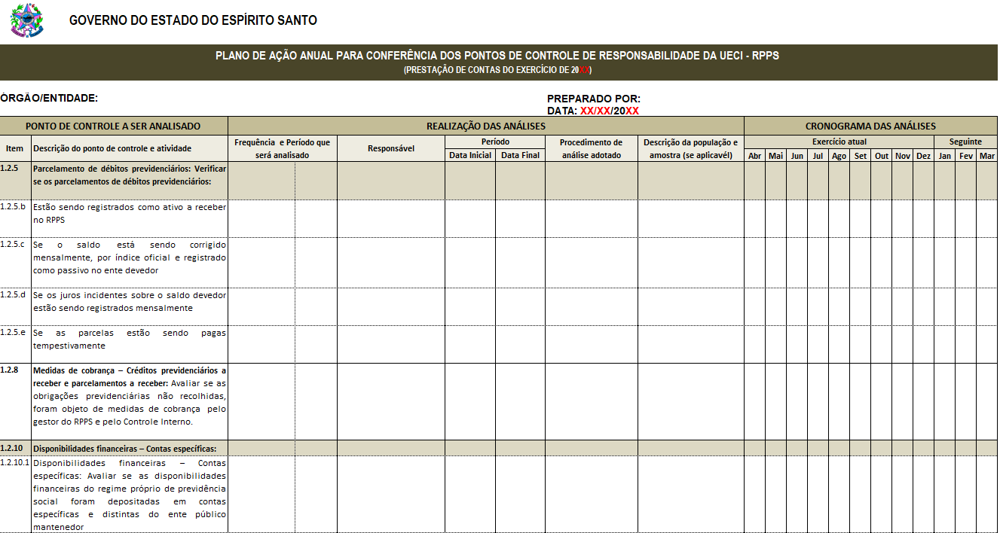 GOVERNO DO ESTADO DO ESPÍRITO SANTO
PLANO DE AÇÃO ANUAL PARA CONFERÊNCIA DOS PONTOS DE CONTROLE DE RESPONSABILIDADE DA UECI - RPPS
(PRESTAÇÃO DE CONTAS DO EXERCÍCIO DE 20XX)
ÓRGÃO/ENTIDADE:
PREPARADO POR:
DATA: XX/XX/20XX
PONTO DE CONTROLE A SER ANALISADO
REALIZAÇÃO DAS ANÁLISES
CRONOGRAMA DAS ANÁLISES
Item
Descrição do ponto de controle e atividade
Frequência e Período que
será analisado
Responsável
Período
Data Inicial
Data Final
Procedimento de
análise adotado
Descrição da população e
amostra (se aplicavél)
Exercício atual
Seguinte
Abr Mai Jun Jul Ago Set Out Nov Dez Jan Fev Mar
1.2.5 Parcelamento de débitos previdenciários: Verificar
se os parcelamentos de débitos previdenciários:
1.2.5.b Estão sendo registrados como ativo a receber
no RPPS
1.2.5.c Se o saldo está sendo corrigido
mensalmente, por índice oficial e registrado
como passivo no ente devedor
1.2.5.d Se os juros incidentes sobre o saldo devedor
estão sendo registrados mensalmente
1.2.5.e Se as parcelas estão sendo pagas
tempestivamente
1.2.8 Medidas de cobrança – Créditos previdenciários a
receber e parcelamentos a receber: Avaliar se as
obrigações previdenciárias não recolhidas,
foram objeto de medidas de cobrança pelo
gestor do RPPS e pelo Controle Interno.
1.2.10 Disponibilidades financeiras – Contas específicas:
1.2.10.1 Disponibilidades financeiras – Contas
específicas: Avaliar se as disponibilidades
financeiras do regime próprio de previdência
social foram depositadas em contas
específicas e distintas do ente público
mantenedor